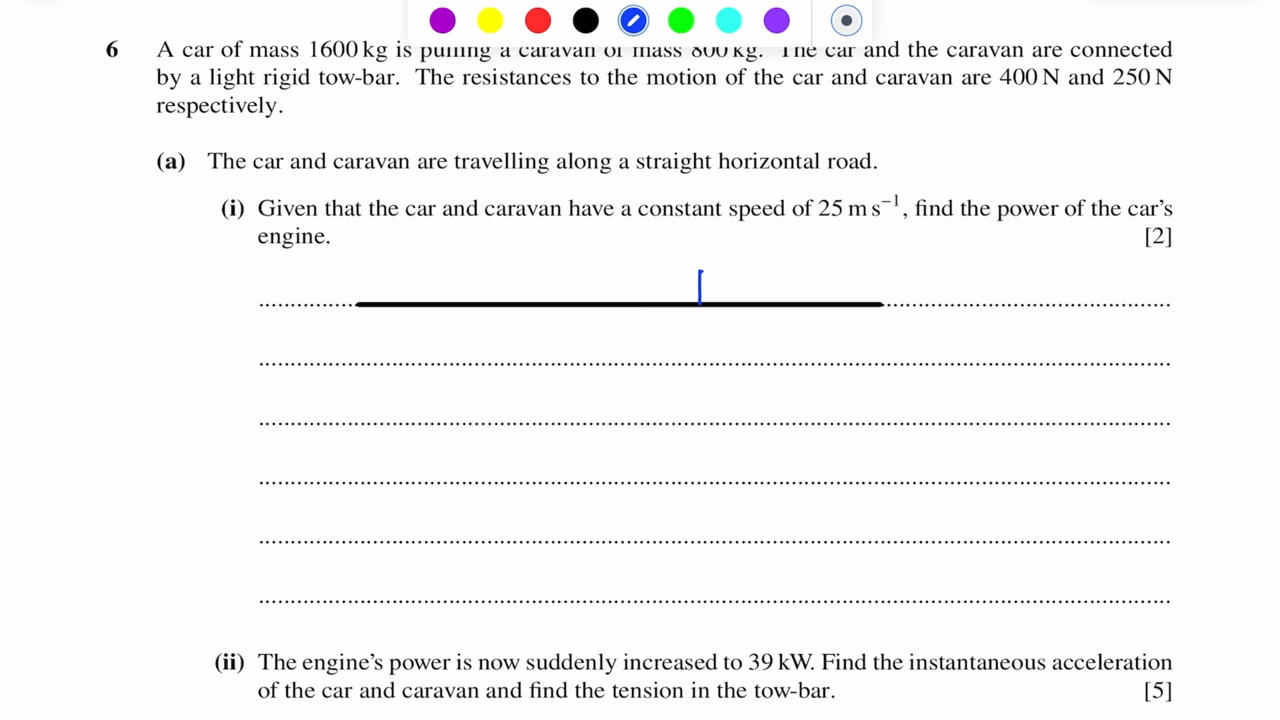 6 A car of mass 1600 kg is pulling a caravan of mass 800 kg. The car and the caravan are connected
by a light rigid tow-bar. The resistances to the motion of the car and caravan are 400 N and 250 N
respectively.
(a) The car and caravan are travelling along a straight horizontal road.
(i) Given that the car and caravan have a constant speed of 25 m s⁻¹, find the power of the car's
engine. [2]
(ii) The engine's power is now suddenly increased to 39 kW. Find the instantaneous acceleration
of the car and caravan and find the tension in the tow-bar. [5]